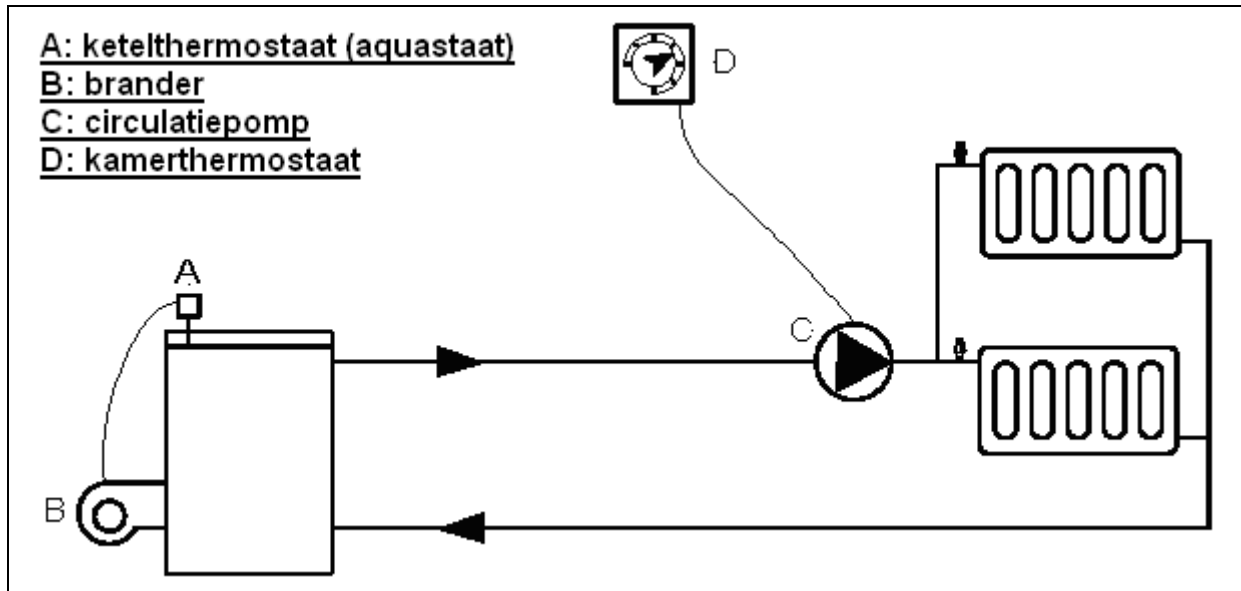 A: ketelthermostaat (aquastaat)
B: brander
C: circulatiepomp
D: kamerthermostaat
D
A
C
B